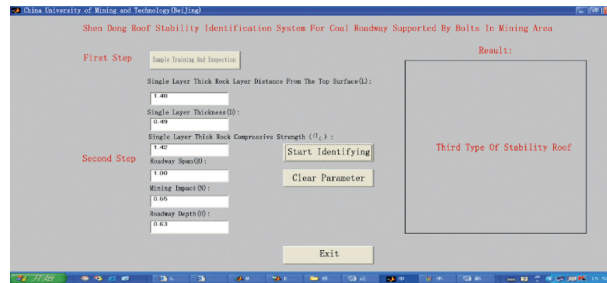 China University of Mining and Technology(BeiJing)
Shen Dong Roof Stability Identification System For Coal Roadway Supported By Bolts In Mining Area
Result:
First Step
Sample Training And Inspection
Single Layer Thick Rock Layer Distance From The Top Surface(L):
1.40
Single Layer Thickness(D):
0.49
Single Layer Thick Rock Compressive Strength (σc) :
1.42
Start Identifying
Third Type Of Stability Roof
Second Step
Roadway Span(B):
1.00
Clear Parameter
Mining Impact(N):
0.65
Roadway Depth(H):
0.63
Exit
开始